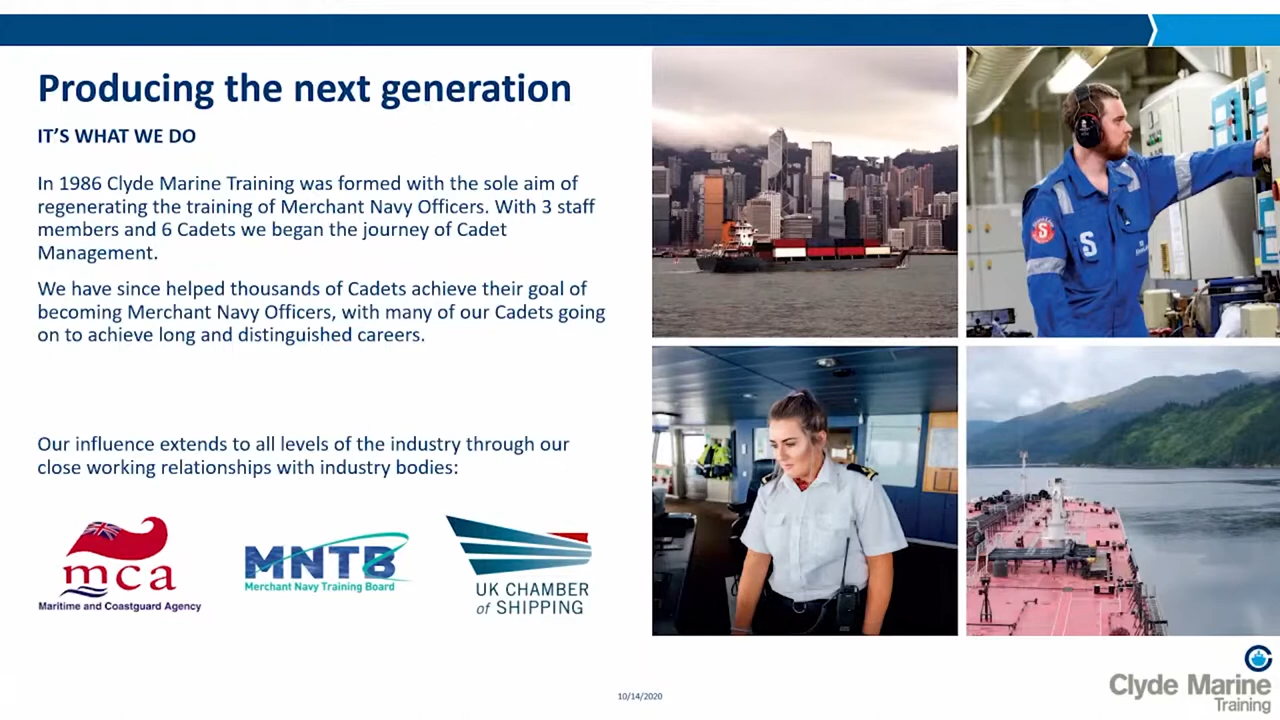 Producing the next generation
IT'S WHAT WE DO
In 1986 Clyde Marine Training was formed with the sole aim of
regenerating the training of Merchant Navy Officers. With 3 staff
members and 6 Cadets we began the journey of Cadet
Management.
We have since helped thousands of Cadets achieve their goal of
becoming Merchant Navy Officers, with many of our Cadets going
on to achieve long and distinguished careers.
Our influence extends to all levels of the industry through our
close working relationships with industry bodies:
mca
Maritime and Coastguard Agency
MNTB
Merchant Navy Training Board
UK CHAMBER
of SHIPPING
S
S
10/14/2020
Clyde Marine
Training